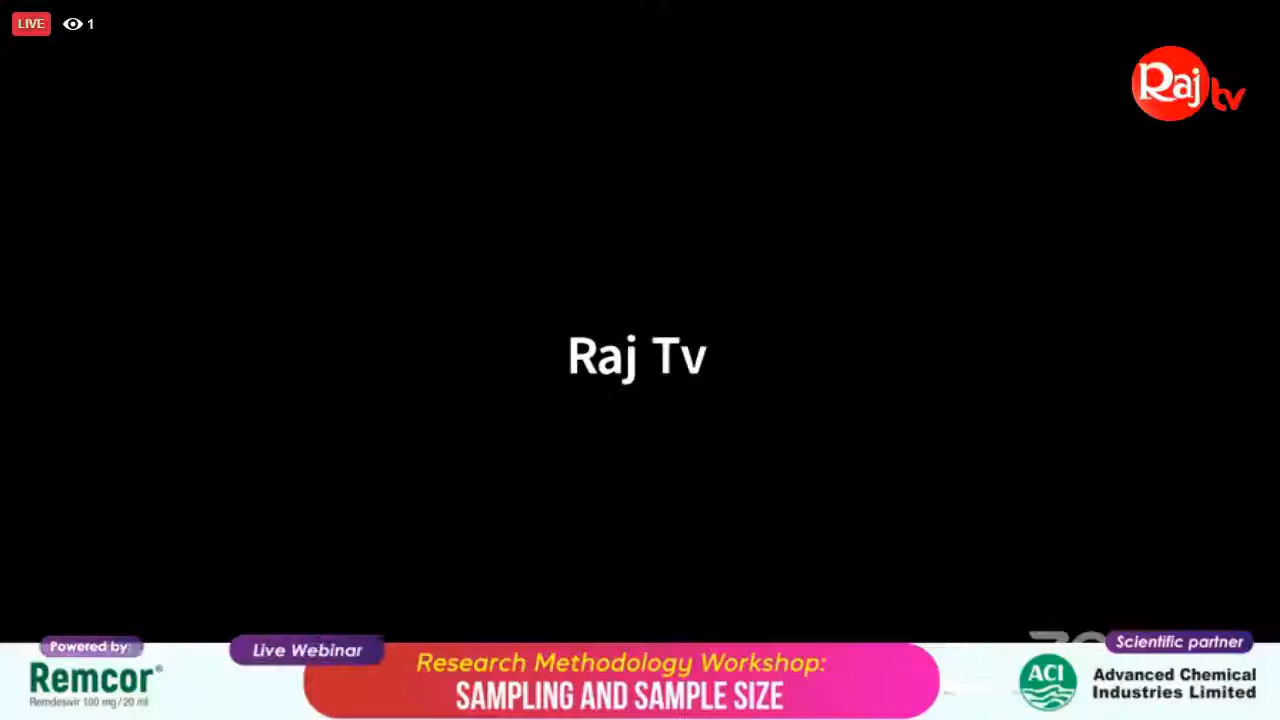 LIVE 1
Raj tv
Raj Tv
Powered by:
Remcor®
Remdesivir 100 mg / 20 ml
Live Webinar
Research Methodology Workshop:
SAMPLING AND SAMPLE SIZE
Scientific partner
ACI
Advanced Chemical
Industries Limited